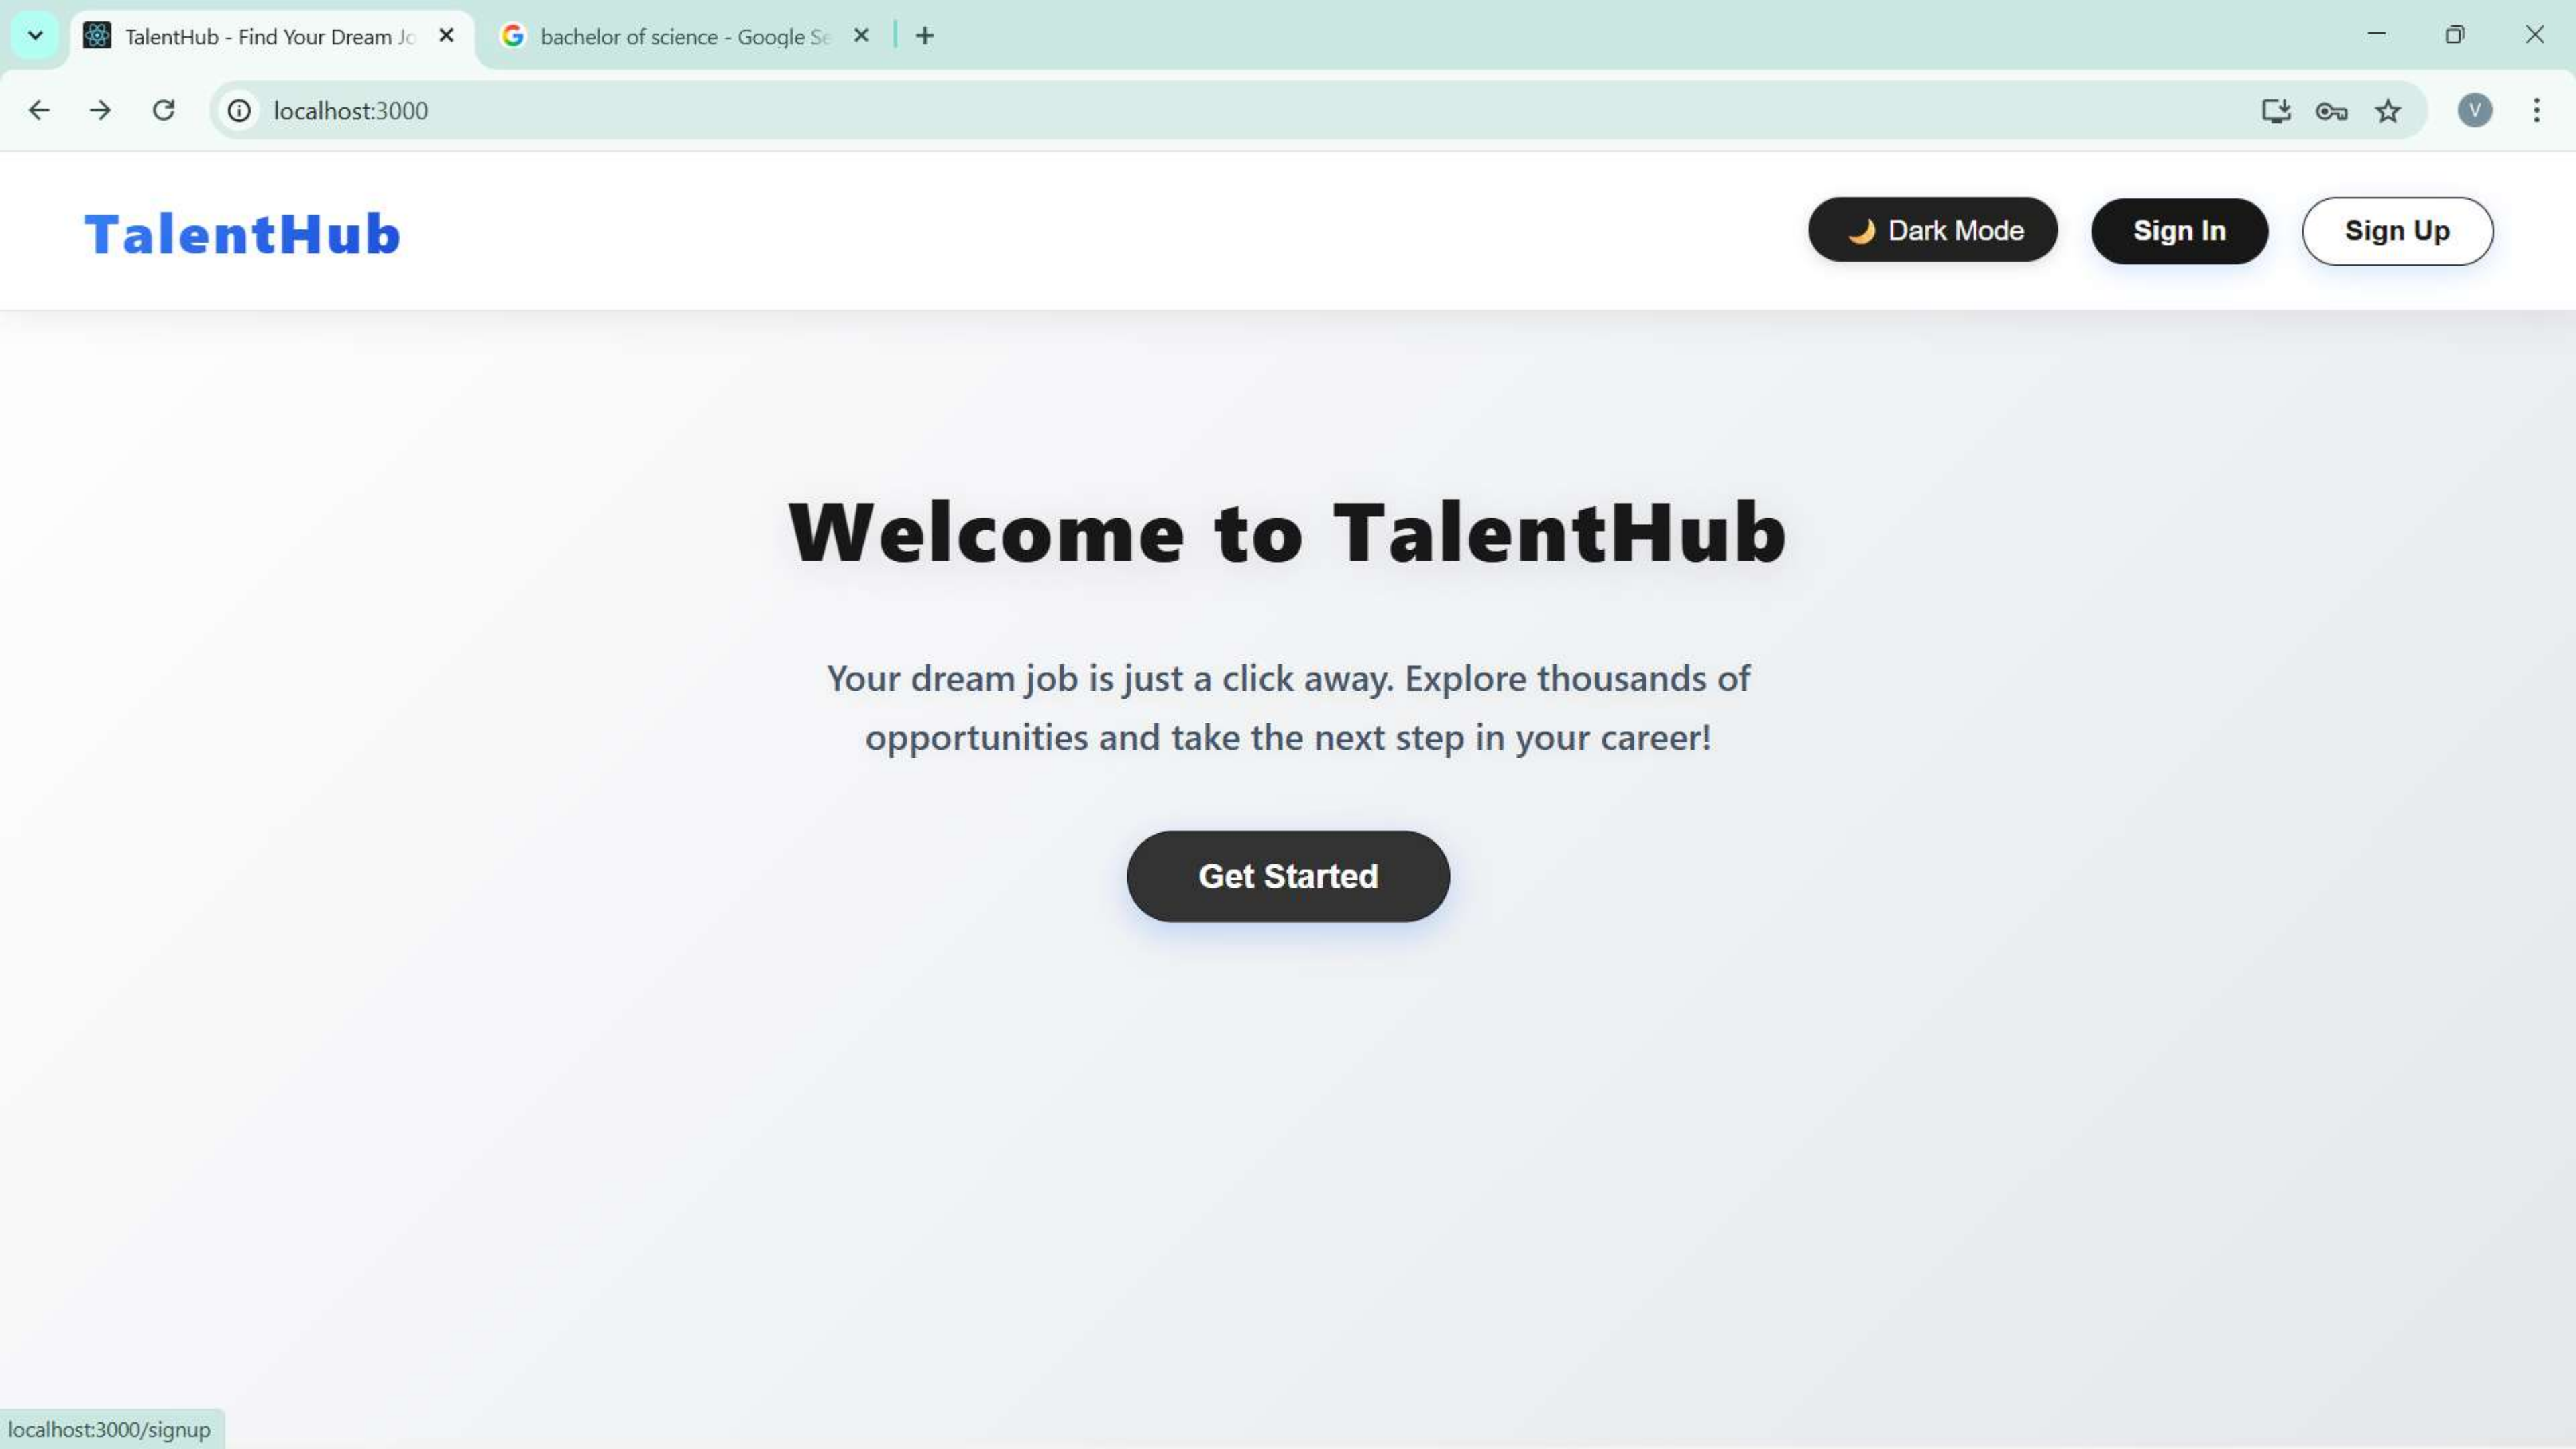 TalentHub - Find Your Dream Jo
bachelor of science - Google Se
localhost:3000
V
TalentHub
🌙 Dark Mode
Sign In
Sign Up
Welcome to TalentHub
Your dream job is just a click away. Explore thousands of
opportunities and take the next step in your career!
Get Started
localhost:3000/signup